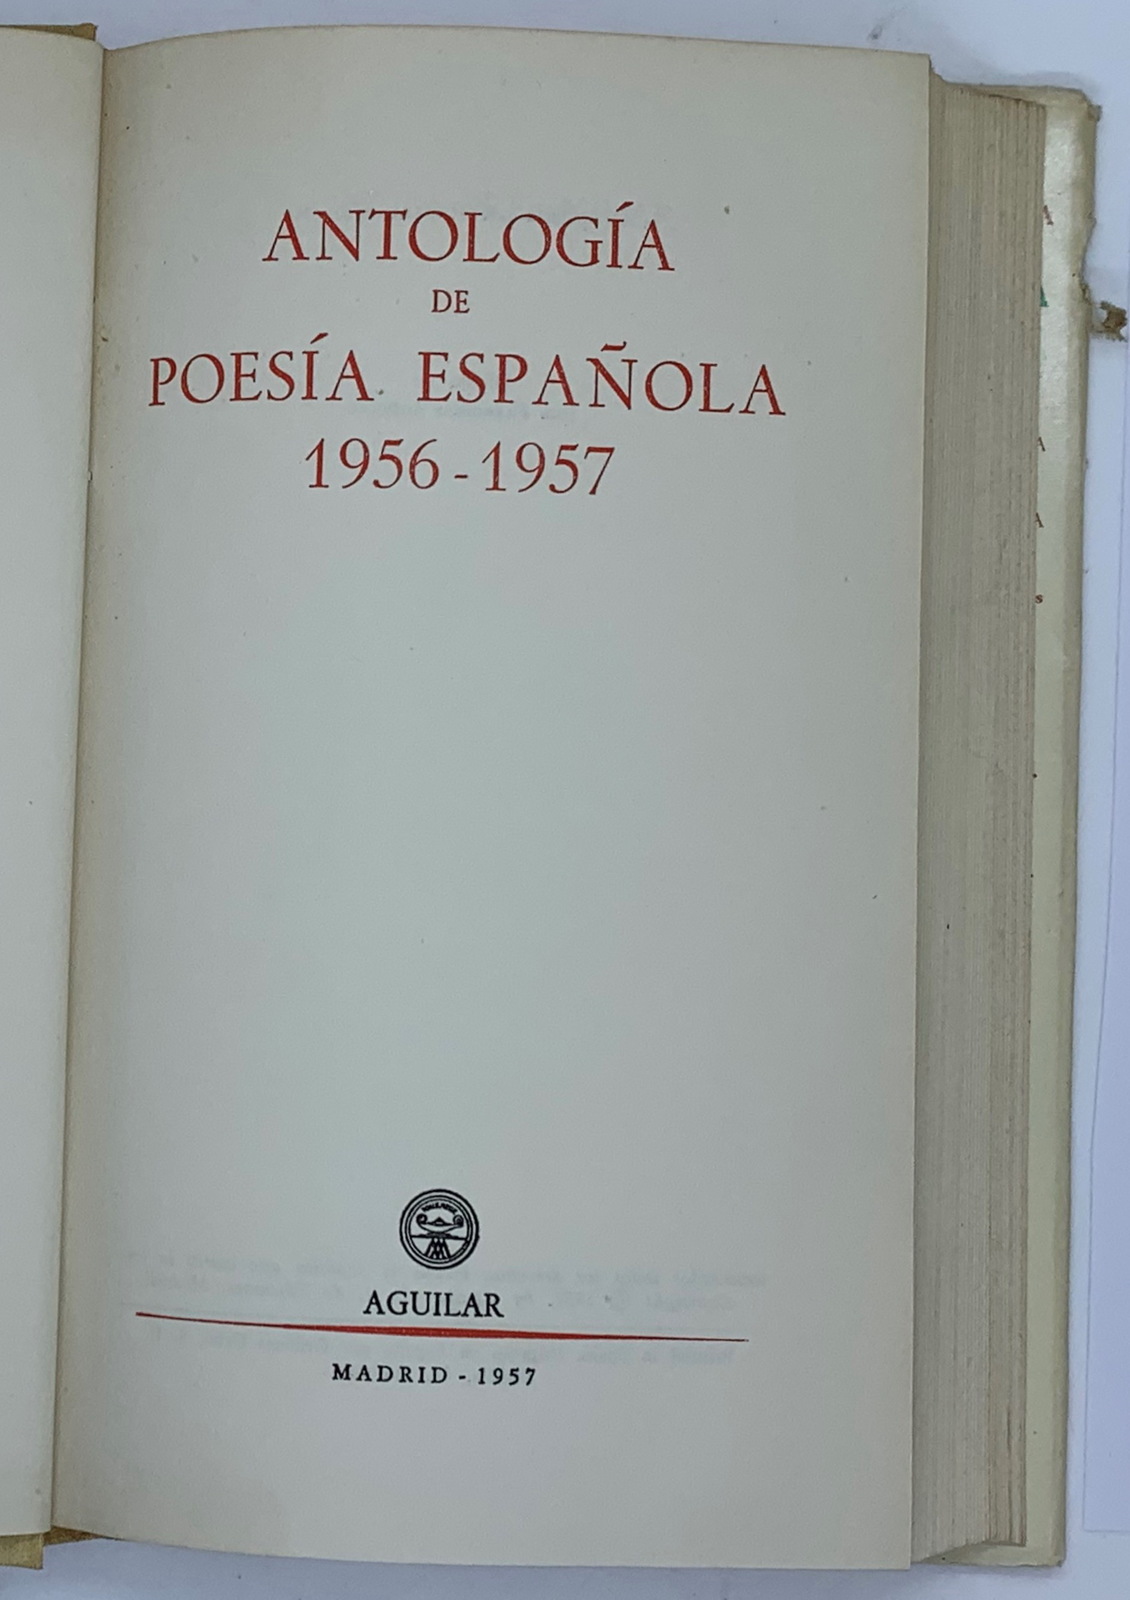 ANTOLOGÍA
DE
POESÍA ESPAÑOLA
1956 - 1957
AGUILAR
MADRID - 1957